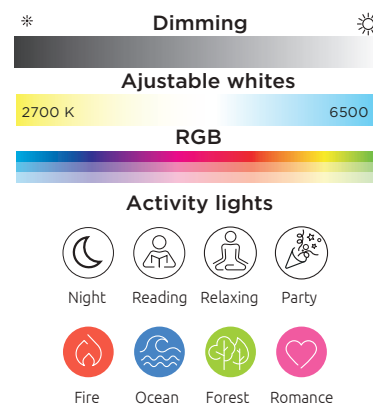 Dimming
Ajustable whites
2700 K 6500
RGB
Activity lights
Night Reading Relaxing Party
Fire Ocean Forest Romance